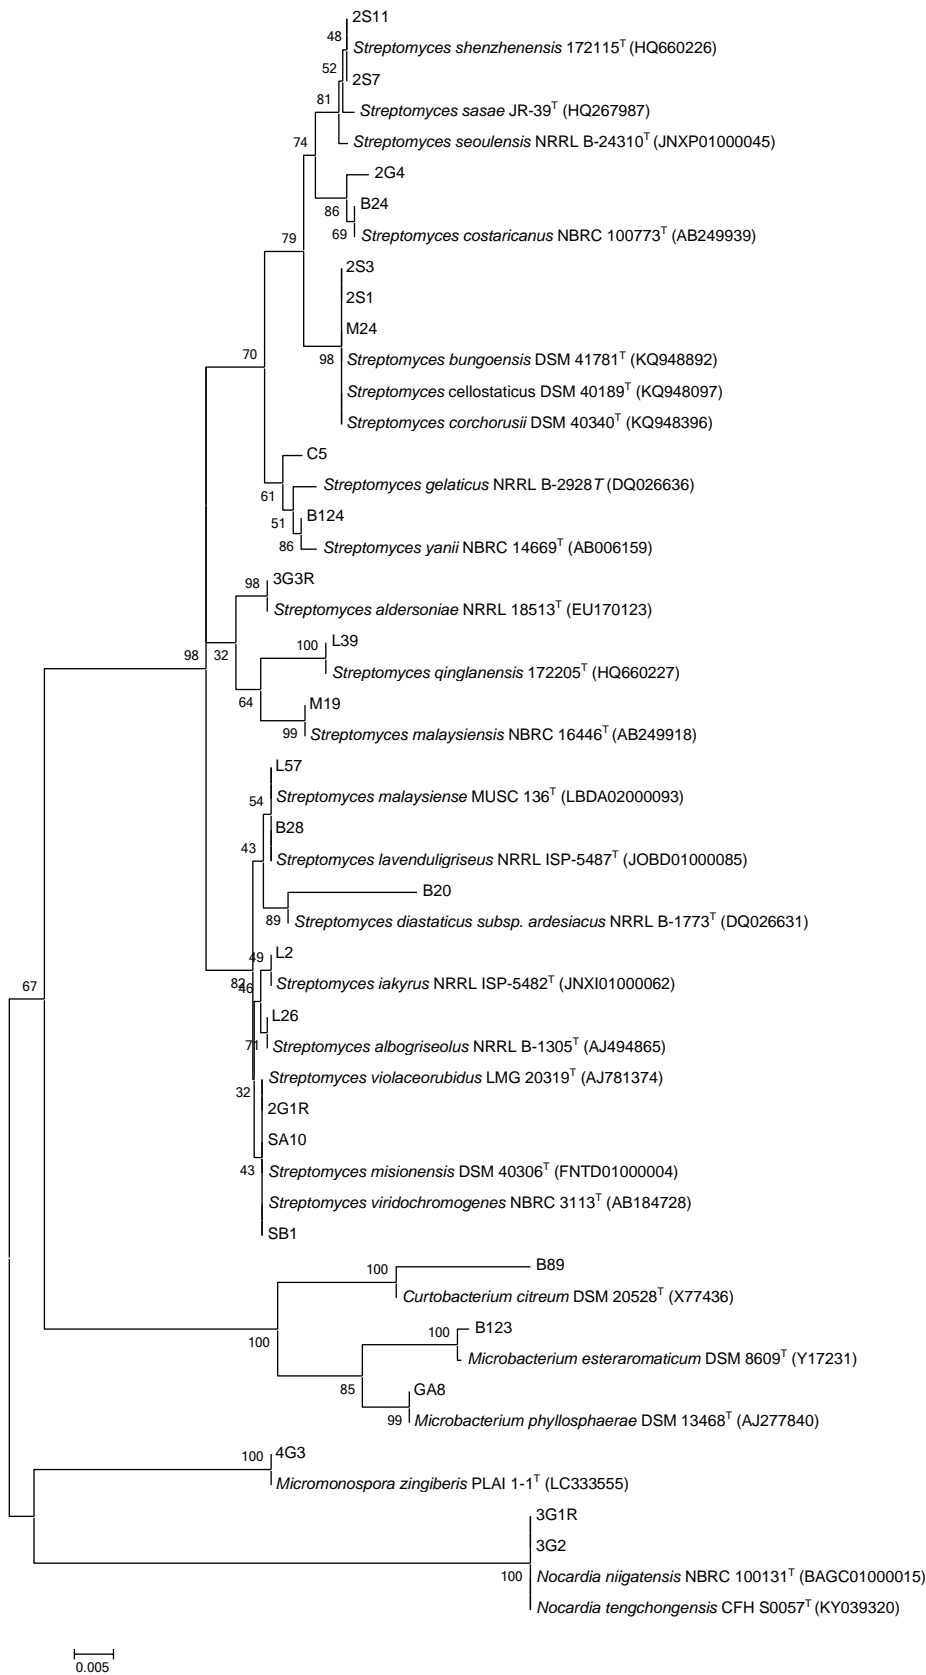 2S11
48
Streptomyces shenzhenensis 172115T (HQ660226)
52
2S7
81
Streptomyces sasae JR-39T (HQ267987)
74
Streptomyces seoulensis NRRL B-24310T (JNXP01000045)
2G4
86
B24
69
Streptomyces costaricanus NBRC 100773T (AB249939)
79
2S3
2S1
M24
70
98
Streptomyces bungoensis DSM 41781T (KQ948892)
Streptomyces cellostaticus DSM 40189T (KQ948097)
Streptomyces corchorusii DSM 40340T (KQ948396)
C5
61
Streptomyces gelaticus NRRL B-2928T (DQ026636)
51
B124
86
Streptomyces yanii NBRC 14669T (AB006159)
98
3G3R
Streptomyces aldersoniae NRRL 18513T (EU170123)
98
32
100
L39
Streptomyces qinglanensis 172205T (HQ660227)
64
M19
99
Streptomyces malaysiensis NBRC 16446T (AB249918)
L57
54
Streptomyces malaysiense MUSC 136T (LBDA02000093)
43
B28
Streptomyces lavenduligriseus NRRL ISP-5487T (JOBD01000085)
B20
89
Streptomyces diastaticus subsp. ardesiacus NRRL B-1773T (DQ026631)
49
L2
67
82
46
Streptomyces iakyrus NRRL ISP-5482T (JNXI01000062)
L26
71
Streptomyces albogriseolus NRRL B-1305T (AJ494865)
Streptomyces violaceorubidus LMG 20319T (AJ781374)
32
2G1R
SA10
43
Streptomyces misionensis DSM 40306T (FNTD01000004)
Streptomyces viridochromogenes NBRC 3113T (AB184728)
SB1
100
B89
Curtobacterium citreum DSM 20528T (X77436)
100
100
B123
Microbacterium esteraromaticum DSM 8609T (Y17231)
85
GA8
99
Microbacterium phyllosphaerae DSM 13468T (AJ277840)
100
4G3
Micromonospora zingiberis PLAI 1-1T (LC333555)
3G1R
3G2
100
Nocardia niigatensis NBRC 100131T (BAGC01000015)
Nocardia tengchongensis CFH S0057T (KY039320)
0.005